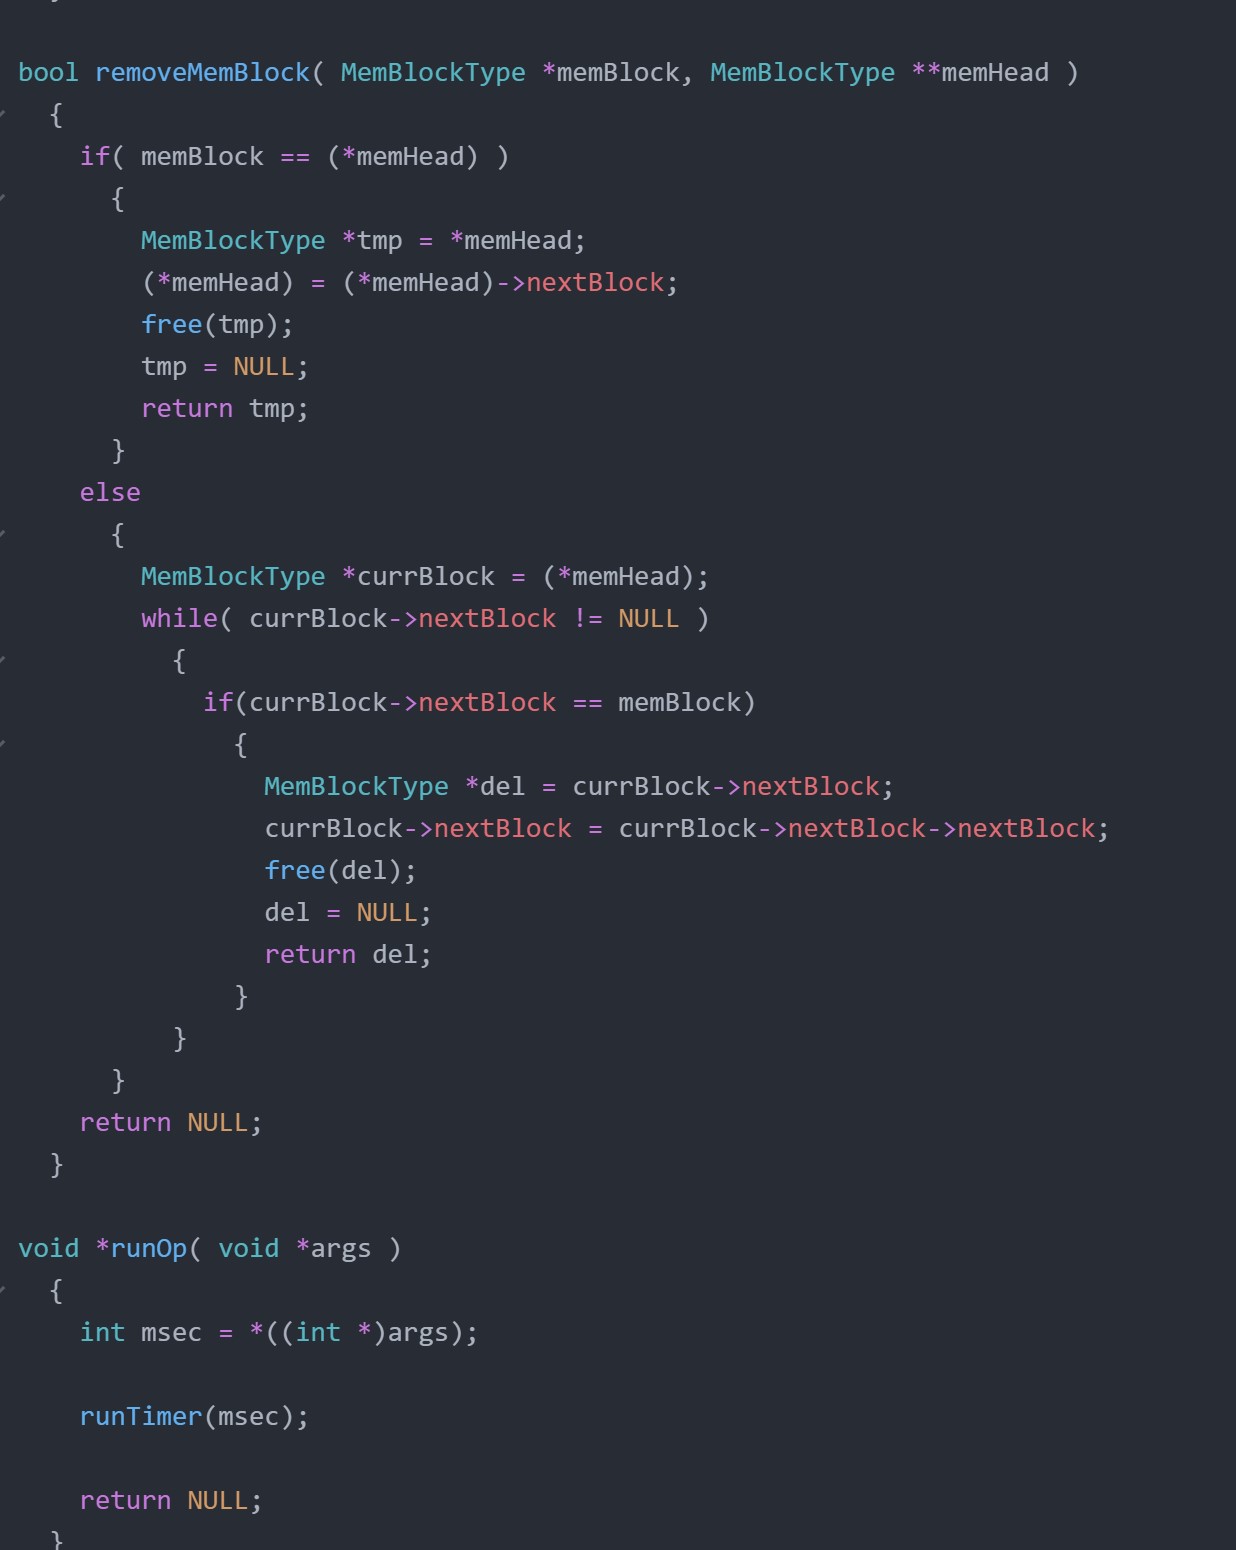 bool removeMemBlock( MemBlockType *memBlock, MemBlockType **memHead )
{
if( memBlock == (*memHead) )
{
MemBlockType *tmp = *memHead;
(*memHead) = (*memHead)->nextBlock;
free(tmp);
tmp = NULL;
return tmp;
}
else
{
MemBlockType *currBlock = (*memHead);
while( currBlock->nextBlock != NULL )
{
if(currBlock->nextBlock == memBlock)
{
MemBlockType *del = currBlock->nextBlock;
currBlock->nextBlock = currBlock->nextBlock->nextBlock;
free(del);
del = NULL;
return del;
}
}
}
return NULL;
}
void *runOp( void *args )
{
int msec = *((int *)args);
runTimer(msec);
return NULL;
}